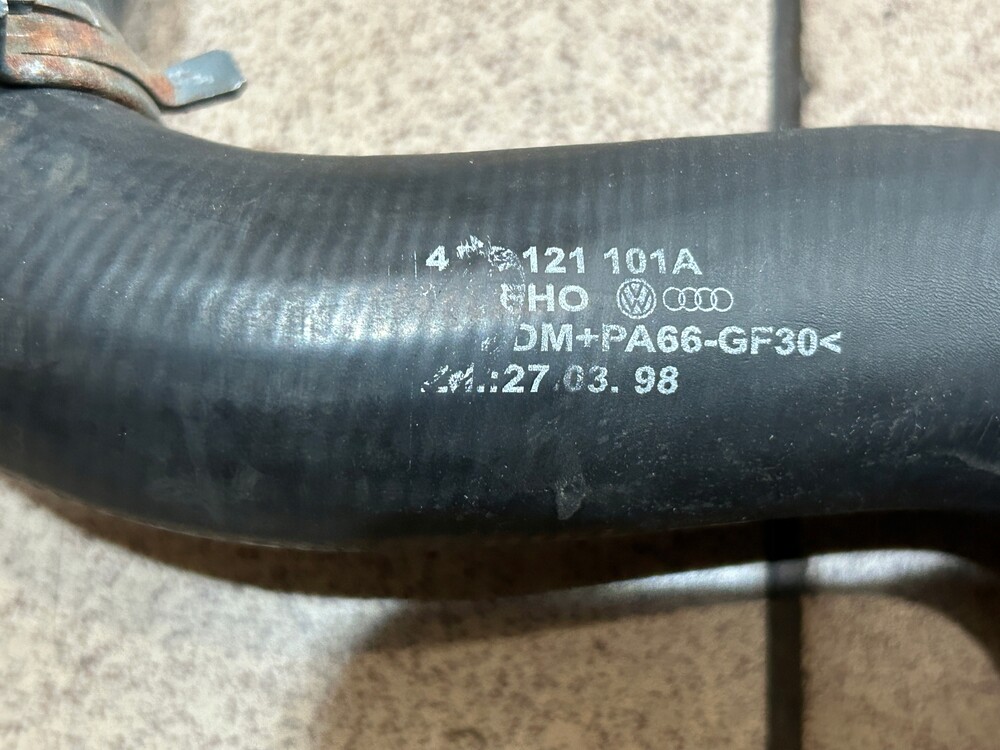 121 101A
HO
DM+PA66-GF30<
27.03. 98